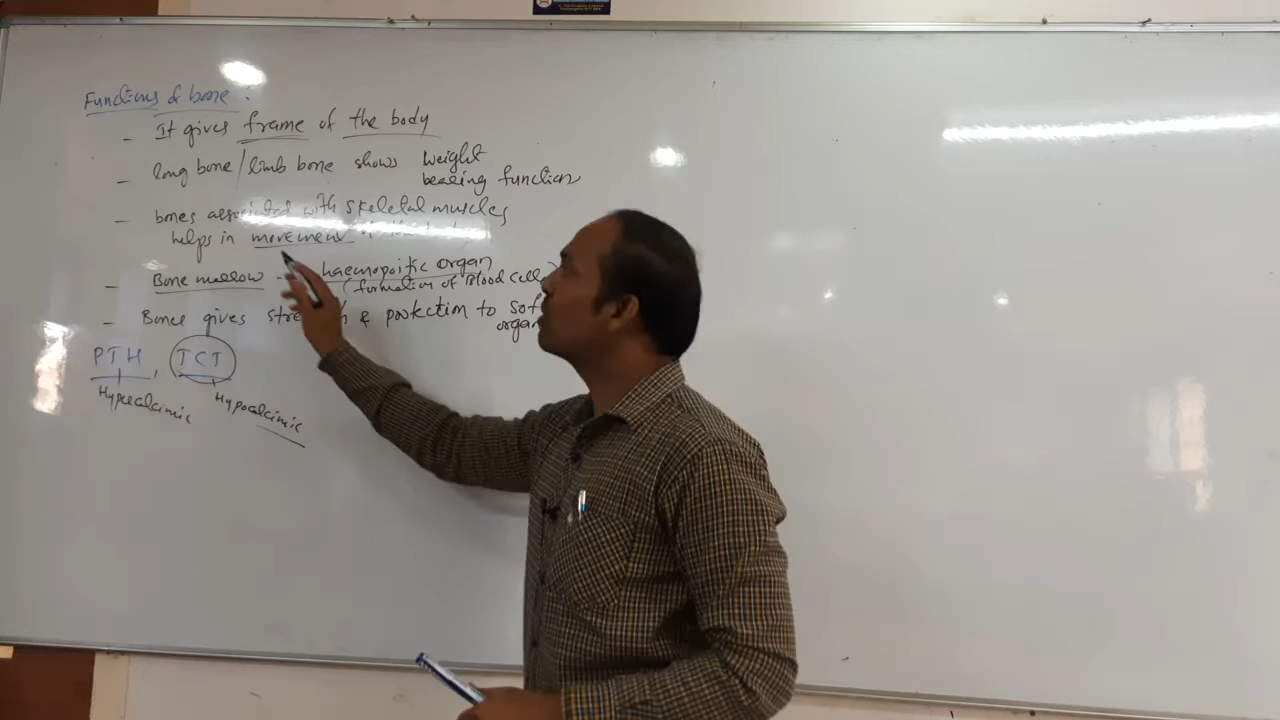 Functions of bone :
- It gives frame of the body
- long bone/limb bone shows weight
bearing function
- bones associated with skeletal muscles
helps in movement
- Bone marrow - haemopoitic organ
(formation of Blood cells)
- Bones gives strength & protection to soft
organ
PTH, TCT
Hypercalcimic
Hypocalcimic